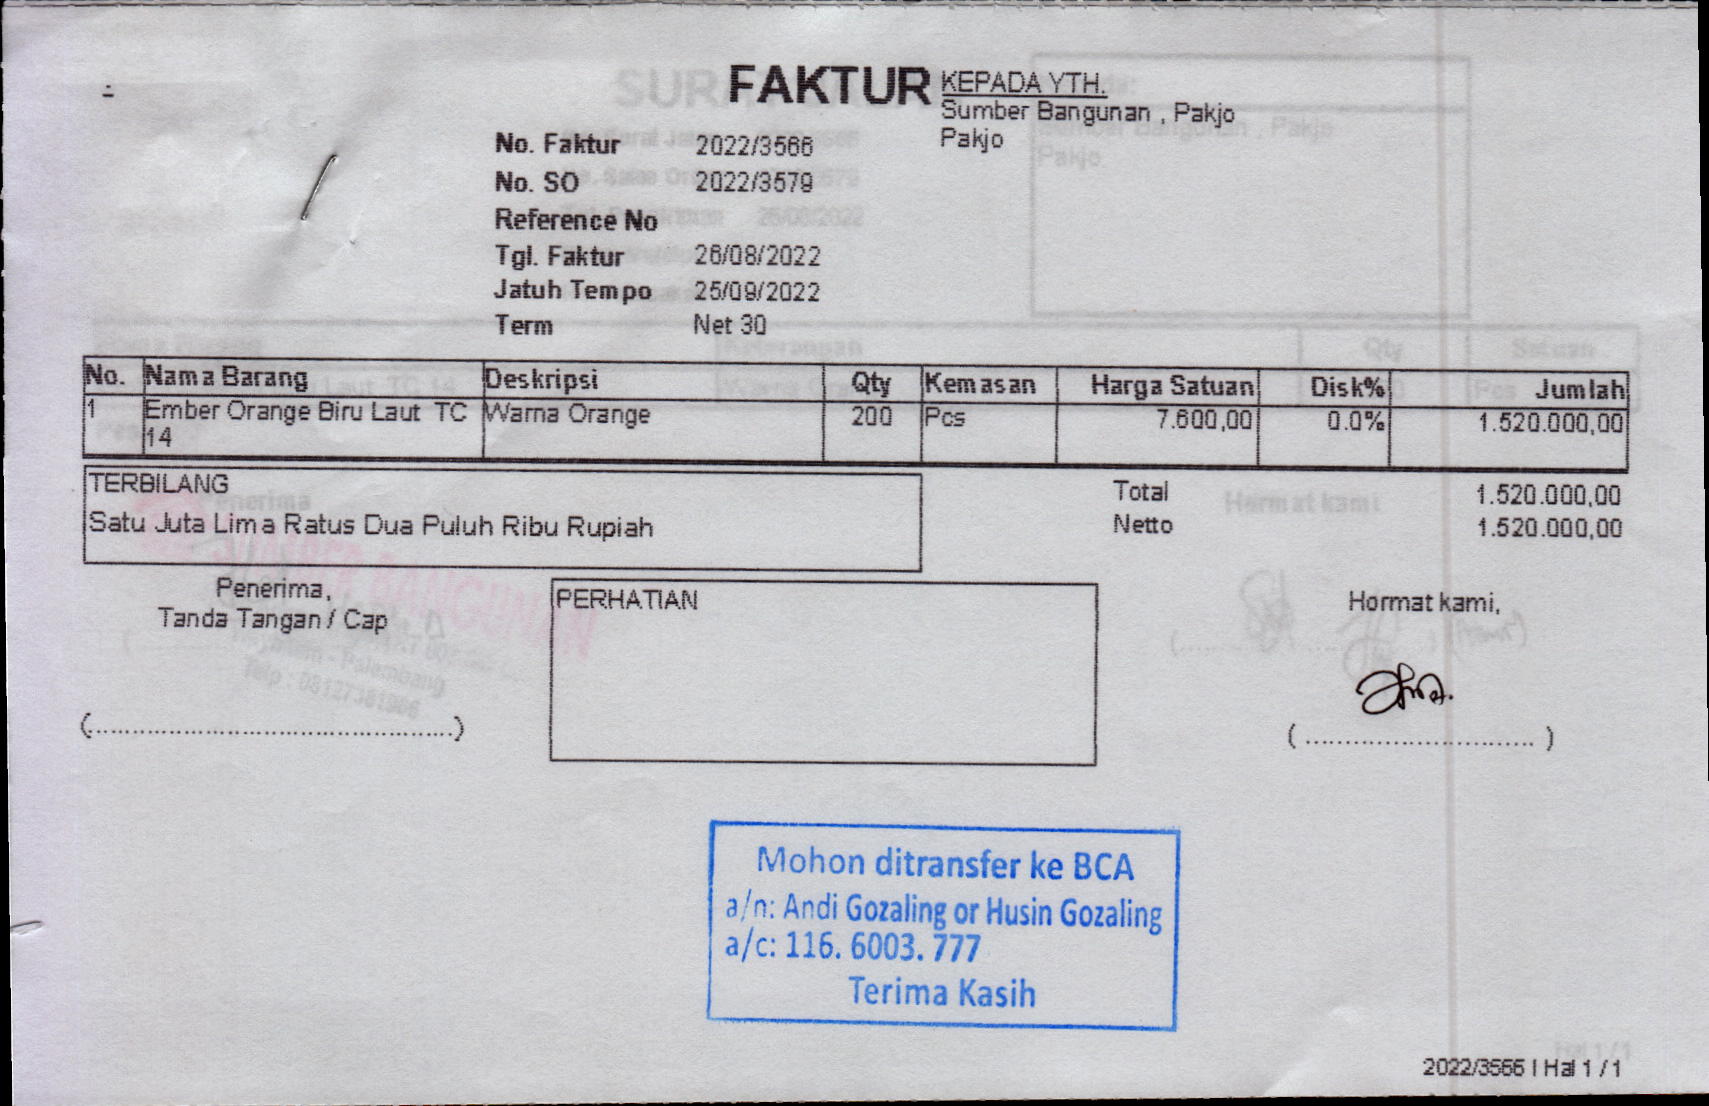 FAKTUR
KEPADA YTH.
Sumber Bangunan , Pakjo
Pakjo
No. Faktur 2022/3566
No. SO 2022/3579
Reference No
Tgl. Faktur 26/08/2022
Jatuh Tempo 25/09/2022
Term Net 30
No. Nama Barang Deskripsi Qty Kemasan Harga Satuan Disk% Jumlah
1 Ember Orange Biru Laut TC 14 Warna Orange 200 Pcs 7.600,00 0.0% 1.520.000,00
TERBILANG
Satu Juta Lima Ratus Dua Puluh Ribu Rupiah
Total 1.520.000,00
Netto 1.520.000,00
Penerima,
Tanda Tangan / Cap
(................................................)
PERHATIAN
Hormat kami,
( .............................. )
Mohon ditransfer ke BCA
a/n: Andi Gozaling or Husin Gozaling
a/c: 116. 6003. 777
Terima Kasih
2022/3566 | Hal 1 / 1